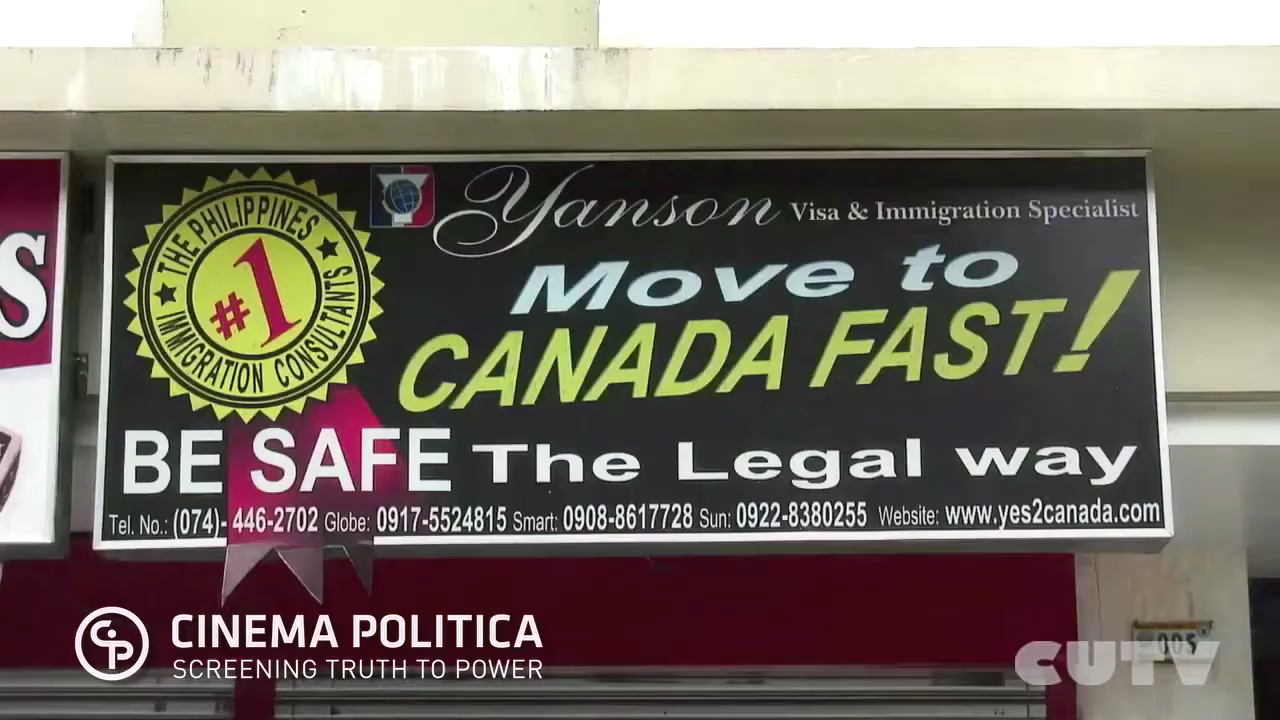 THE PHILIPPINES
#1
IMMIGRATION CONSULTANTS
Yanson Visa & Immigration Specialist
Move to
CANADA FAST!
BE SAFE The Legal way
Tel. No.: (074)- 446-2702 Globe: 0917-5524815 Smart: 0908-8617728 Sun: 0922-8380255 Website: www.yes2canada.com
S
005
CINEMA POLITICA
SCREENING TRUTH TO POWER
CUTV